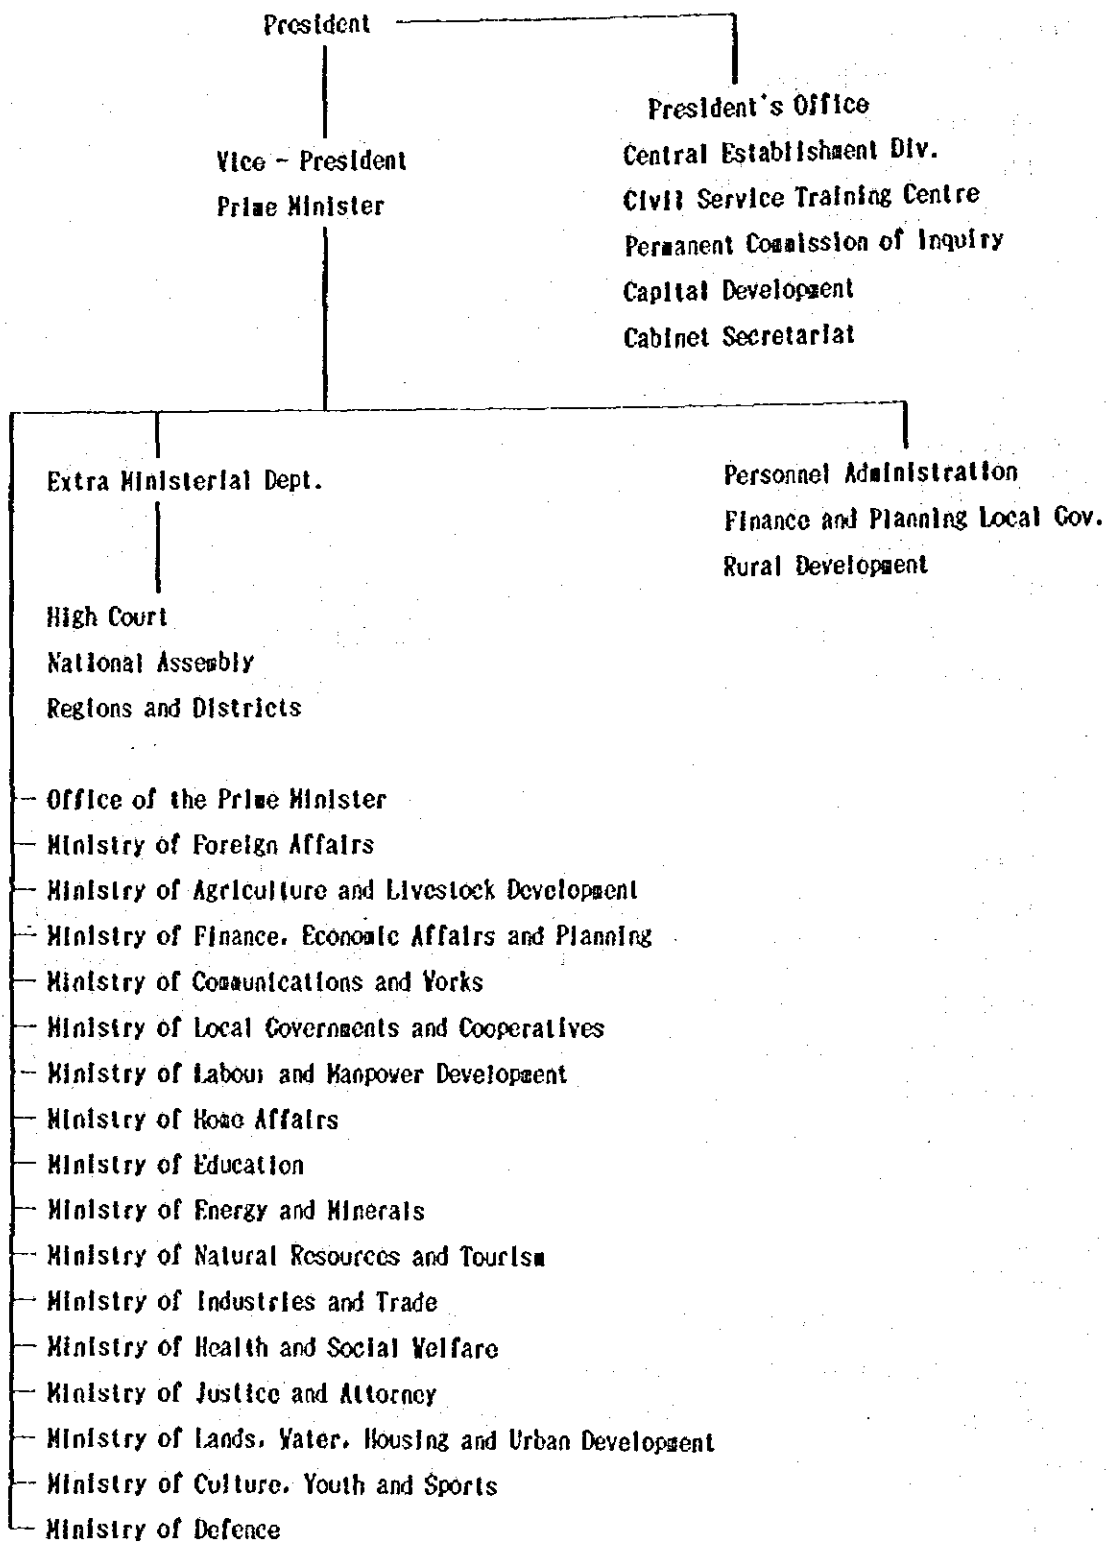 President
President's Office
Central Establishment Div.
Civil Service Training Centre
Permanent Commission of Inquiry
Capital Development
Cabinet Secretariat
Vice - President
Prime Minister
Extra Ministerial Dept.
High Court
National Assembly
Regions and Districts
Personnel Administration
Finance and Planning Local Gov.
Rural Development
Office of the Prime Minister
Ministry of Foreign Affairs
Ministry of Agriculture and Livestock Development
Ministry of Finance. Economic Affairs and Planning
Ministry of Communications and Works
Ministry of Local Governments and Cooperatives
Ministry of Labour and Manpower Development
Ministry of Home Affairs
Ministry of Education
Ministry of Energy and Minerals
Ministry of Natural Resources and Tourism
Ministry of Industries and Trade
Ministry of Health and Social Welfare
Ministry of Justice and Attorney
Ministry of Lands. Water. Housing and Urban Development
Ministry of Culture. Youth and Sports
Ministry of Defence